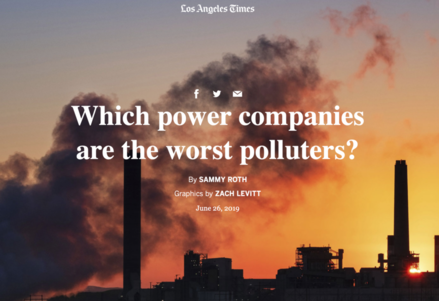 Los Angeles Times
Which power companies
are the worst polluters?
By SAMMY ROTH
Graphics by ZACH LEVITT
June 26, 2019